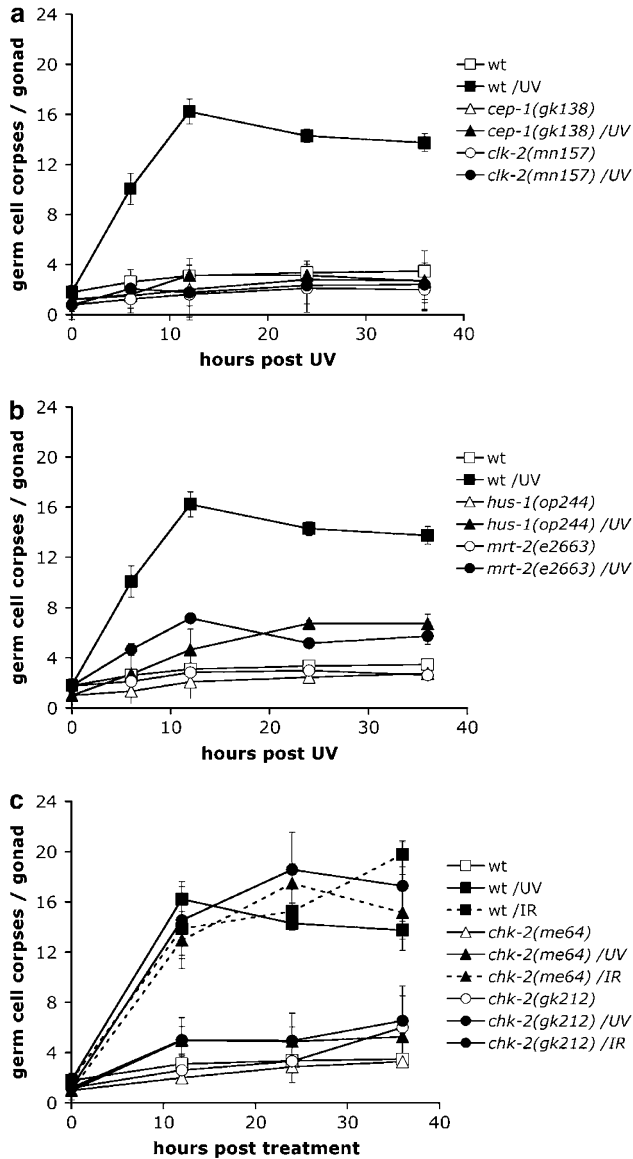 a
24
20
16
12
8
4
0
germ cell corpses / gonad
0 10 20 30 40
hours post UV
wt
wt /UV
cep-1(gk138)
cep-1(gk138) /UV
clk-2(mn157)
clk-2(mn157) /UV
b
24
20
16
12
8
4
0
germ cell corpses / gonad
0 10 20 30 40
hours post UV
wt
wt /UV
hus-1(op244)
hus-1(op244) /UV
mrt-2(e2663)
mrt-2(e2663) /UV
c
24
20
16
12
8
4
0
germ cell corpses / gonad
0 10 20 30 40
hours post treatment
wt
wt /UV
wt /IR
chk-2(me64)
chk-2(me64) /UV
chk-2(me64) /IR
chk-2(gk212)
chk-2(gk212) /UV
chk-2(gk212) /IR